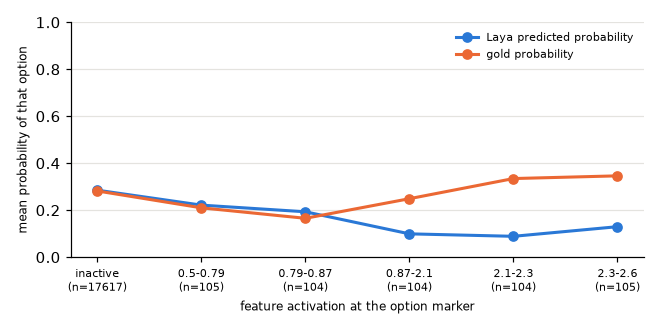 1.0
0.8
0.6
0.4
0.2
0.0
mean probability of that option
Laya predicted probability
gold probability
inactive
(n=17617)
0.5-0.79
(n=105)
0.79-0.87
(n=104)
0.87-2.1
(n=104)
2.1-2.3
(n=104)
2.3-2.6
(n=105)
feature activation at the option marker